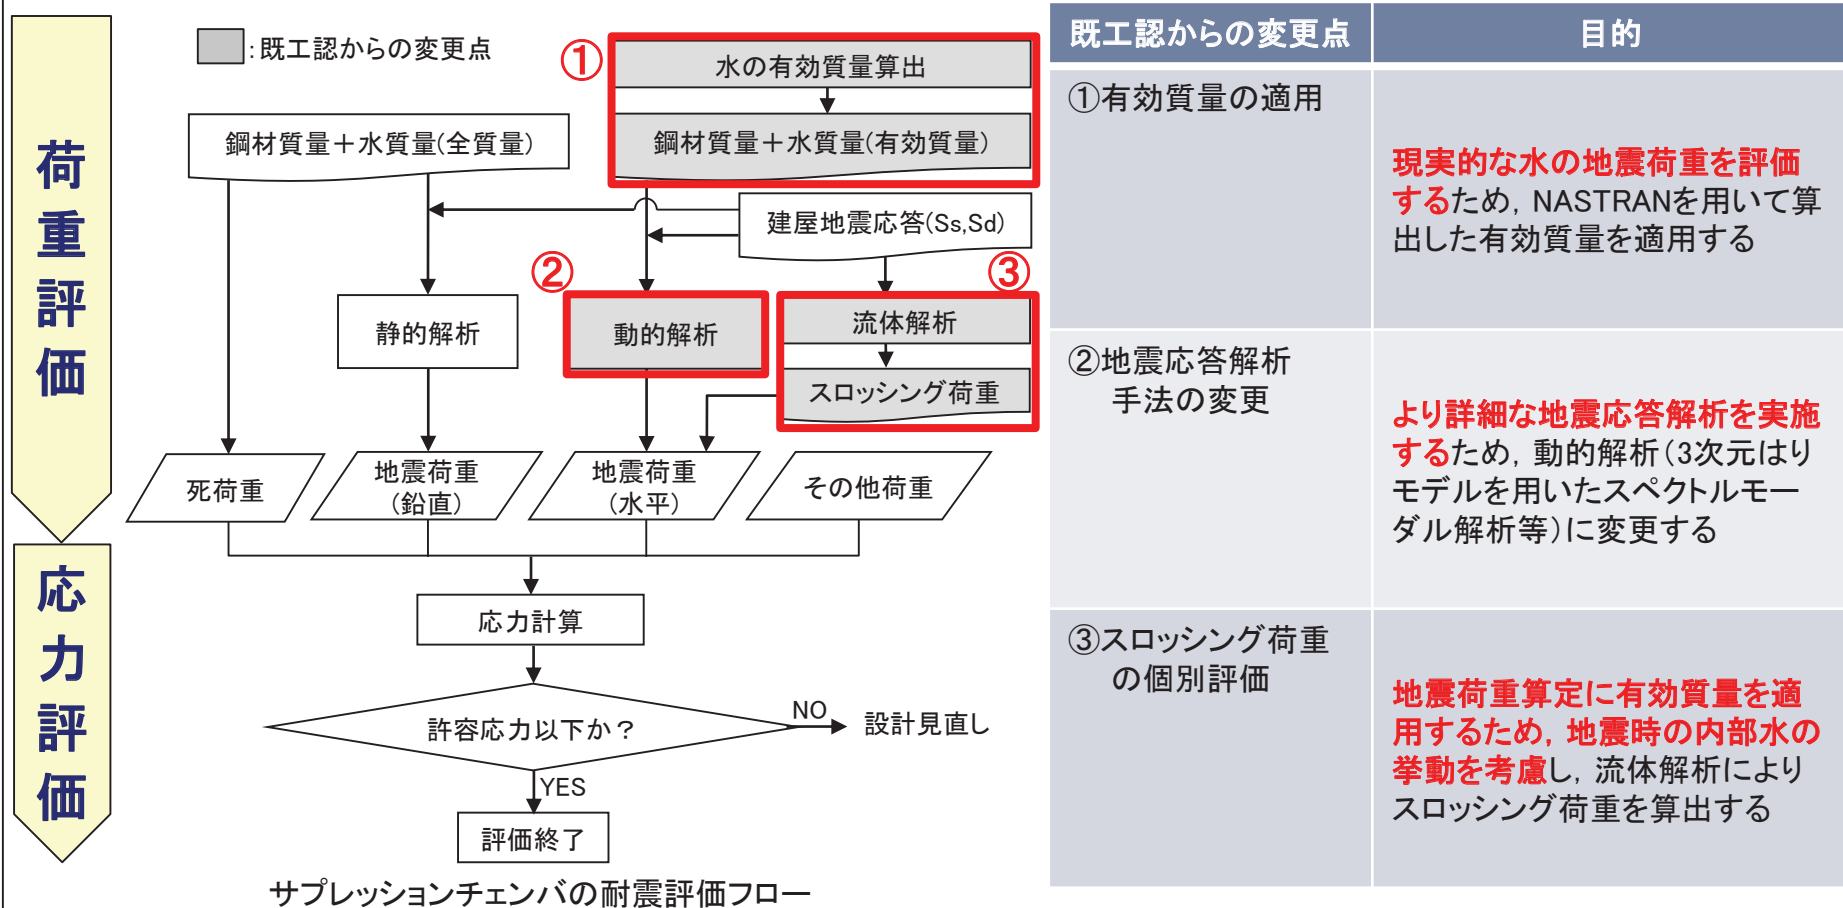 荷重評価
応力評価
:既工認からの変更点
①
水の有効質量算出
鋼材質量＋水質量(全質量)
鋼材質量＋水質量(有効質量)
建屋地震応答(Ss,Sd)
②
③
静的解析
動的解析
流体解析
スロッシング荷重
死荷重
地震荷重
(鉛直)
地震荷重
(水平)
その他荷重
応力計算
許容応力以下か？
NO
設計見直し
YES
評価終了
サプレッションチェンバの耐震評価フロー
既工認からの変更点
目的
①有効質量の適用
現実的な水の地震荷重を評価
するため，NASTRANを用いて算
出した有効質量を適用する
②地震応答解析
手法の変更
より詳細な地震応答解析を実施
するため，動的解析（3次元はり
モデルを用いたスペクトルモー
ダル解析等）に変更する
③スロッシング荷重
の個別評価
地震荷重算定に有効質量を適
用するため，地震時の内部水の
挙動を考慮し，流体解析により
スロッシング荷重を算出する